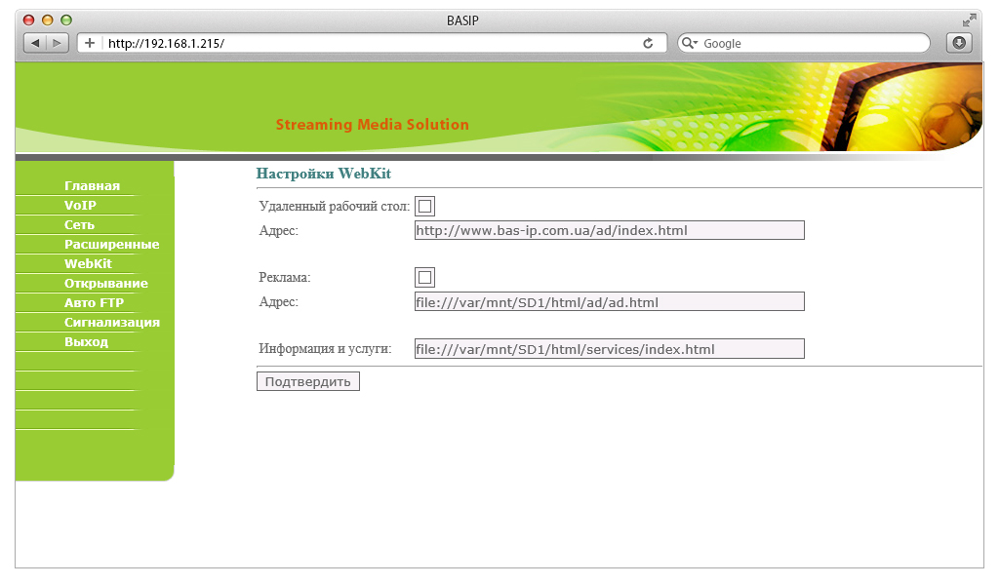 BASIP
http://192.168.1.215/
Google
Streaming Media Solution
Главная
VoIP
Сеть
Расширенные
WebKit
Открывание
Авто FTP
Сигнализация
Выход
Настройки WebKit
Удаленный рабочий стол:
Адрес: http://www.bas-ip.com.ua/ad/index.html
Реклама:
Адрес: file:///var/mnt/SD1/html/ad/ad.html
Информация и услуги: file:///var/mnt/SD1/html/services/index.html
Подтвердить